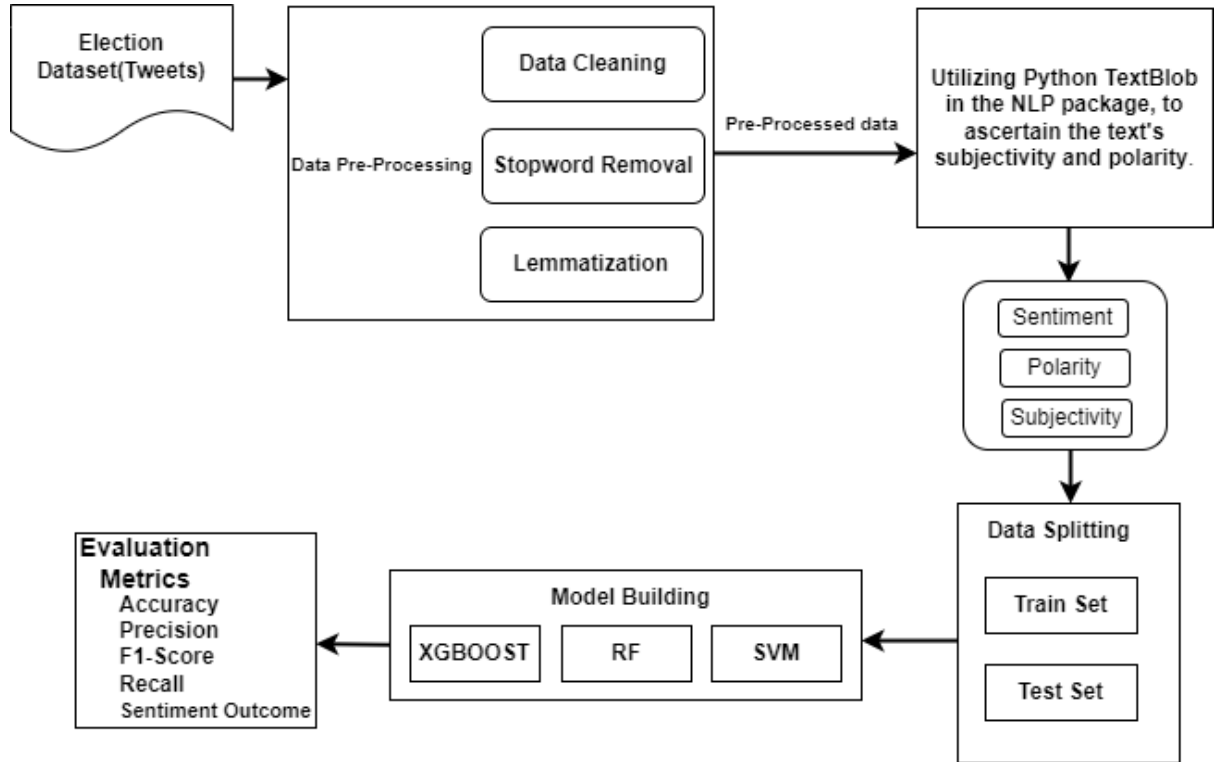 Election
Dataset(Tweets)
Data Pre-Processing
Data Cleaning
Stopword Removal
Lemmatization
Pre-Processed data
Utilizing Python TextBlob
in the NLP package, to
ascertain the text's
subjectivity and polarity.
Sentiment
Polarity
Subjectivity
Data Splitting
Train Set
Test Set
Model Building
XGBOOST
RF
SVM
Evaluation
Metrics
Accuracy
Precision
F1-Score
Recall
Sentiment Outcome